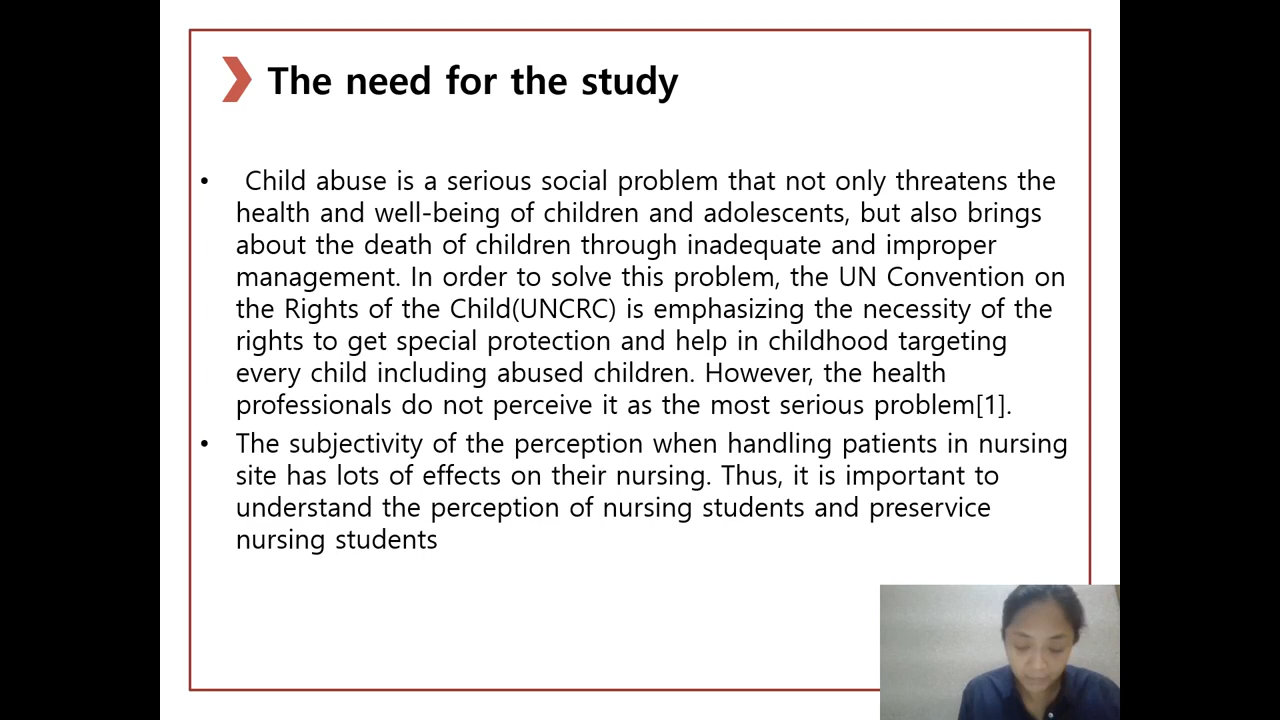 The need for the study
• Child abuse is a serious social problem that not only threatens the
health and well-being of children and adolescents, but also brings
about the death of children through inadequate and improper
management. In order to solve this problem, the UN Convention on
the Rights of the Child(UNCRC) is emphasizing the necessity of the
rights to get special protection and help in childhood targeting
every child including abused children. However, the health
professionals do not perceive it as the most serious problem[1].
• The subjectivity of the perception when handling patients in nursing
site has lots of effects on their nursing. Thus, it is important to
understand the perception of nursing students and preservice
nursing students